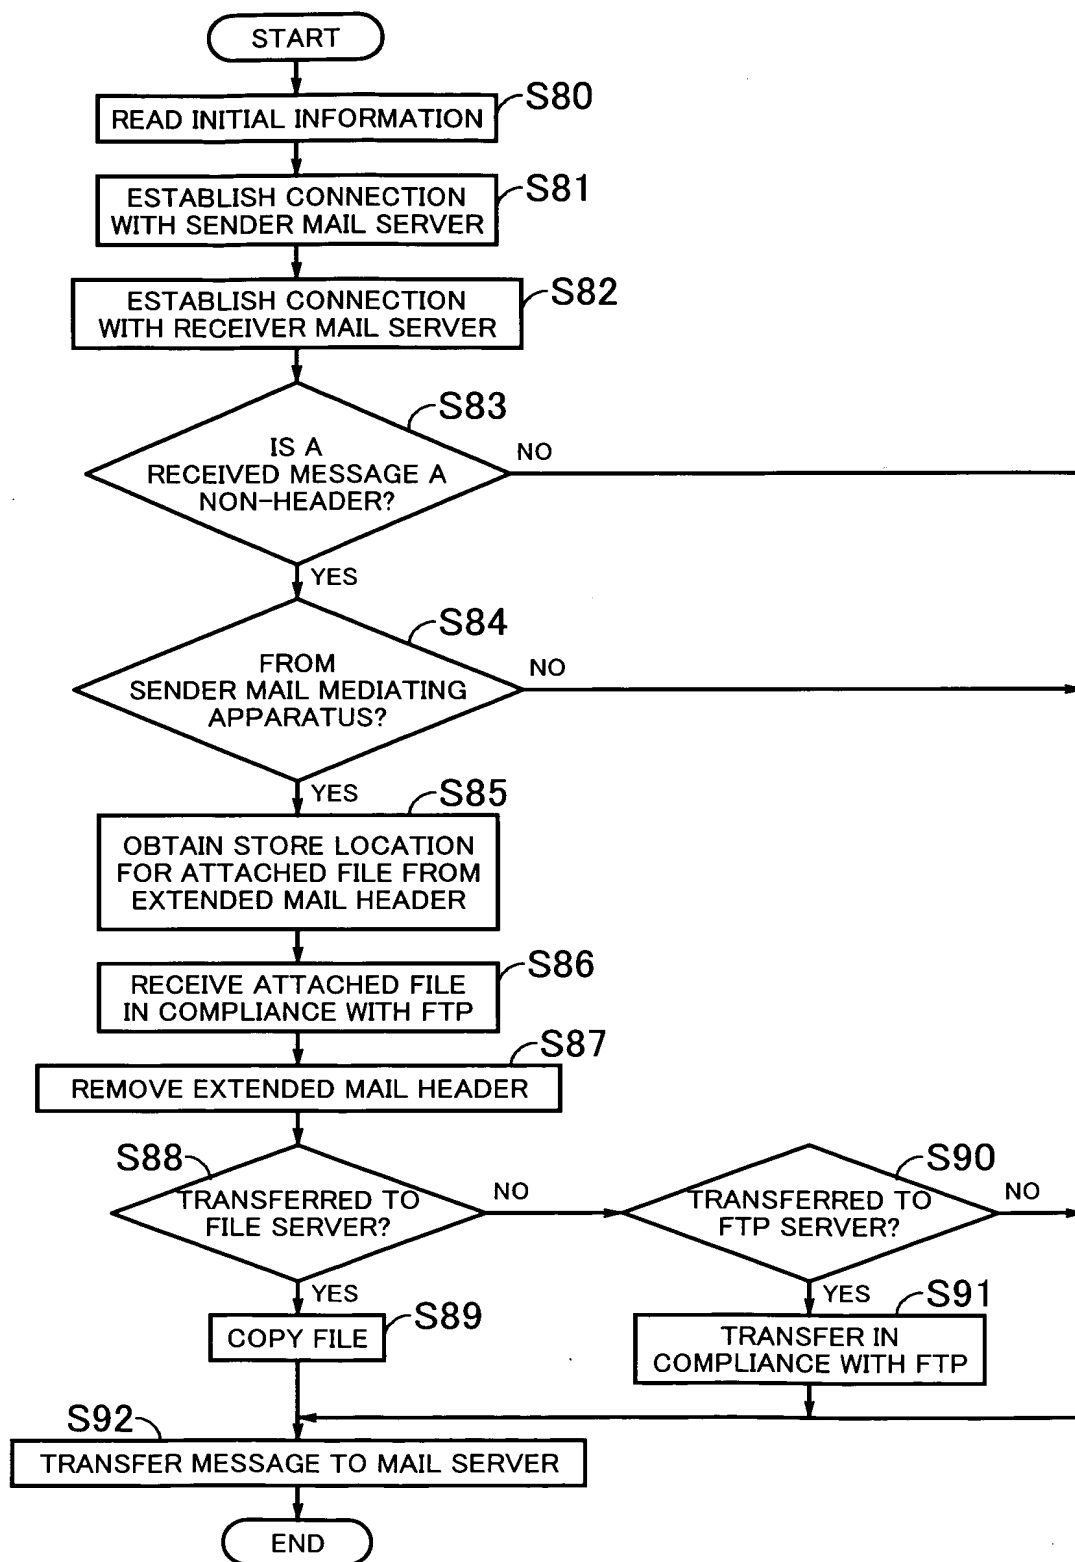 START
READ INITIAL INFORMATION
S80
ESTABLISH CONNECTION
WITH SENDER MAIL SERVER
S81
ESTABLISH CONNECTION
WITH RECEIVER MAIL SERVER
S82
IS A
RECEIVED MESSAGE A
NON-HEADER?
S83
NO
YES
FROM
SENDER MAIL MEDIATING
APPARATUS?
S84
NO
YES
OBTAIN STORE LOCATION
FOR ATTACHED FILE FROM
EXTENDED MAIL HEADER
S85
RECEIVE ATTACHED FILE
IN COMPLIANCE WITH FTP
S86
REMOVE EXTENDED MAIL HEADER
S87
S88
TRANSFERRED TO
FILE SERVER?
NO
YES
S90
TRANSFERRED TO
FTP SERVER?
NO
YES
COPY FILE
S89
TRANSFER IN
COMPLIANCE WITH FTP
S91
S92
TRANSFER MESSAGE TO MAIL SERVER
END